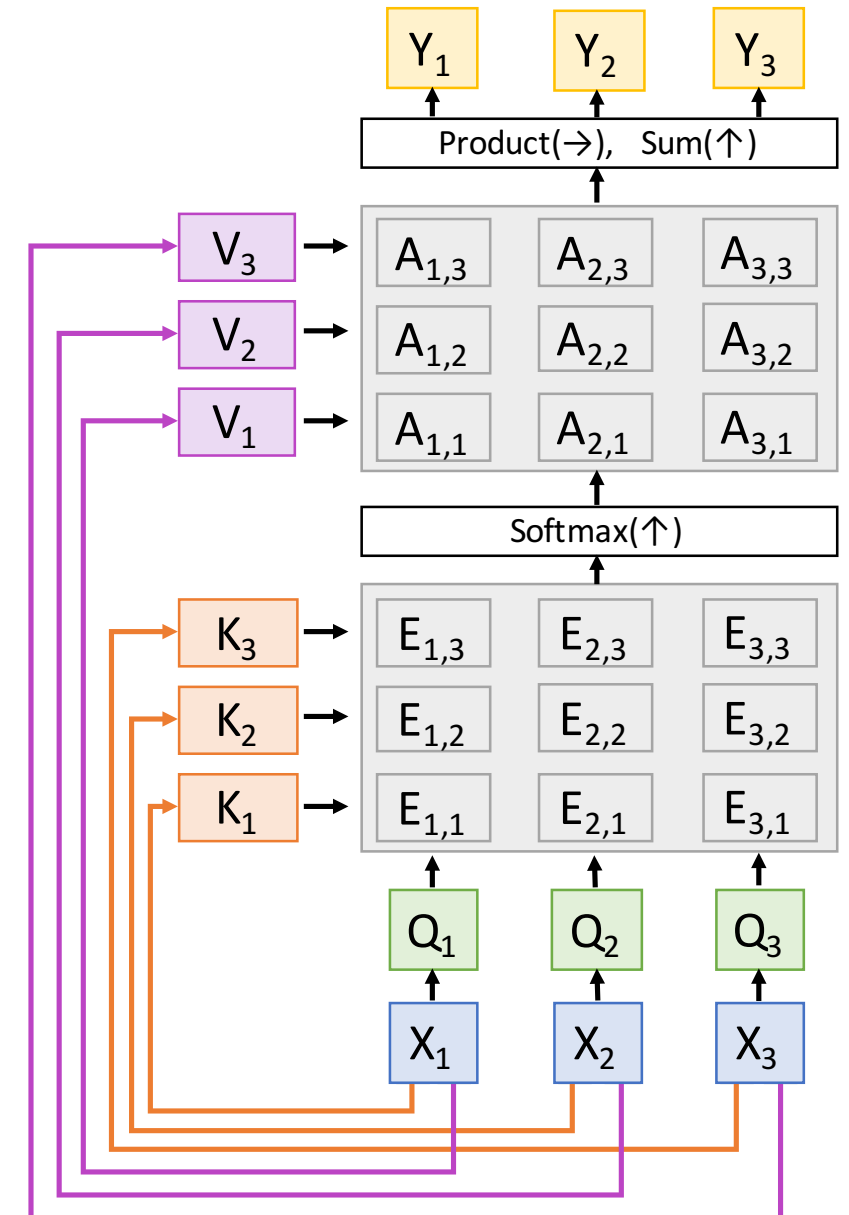 Y₁ Y₂ Y₃
Product(→), Sum(↑)
V₃ A₁,₃ A₂,₃ A₃,₃
V₂ A₁,₂ A₂,₂ A₃,₂
V₁ A₁,₁ A₂,₁ A₃,₁
Softmax(↑)
K₃ E₁,₃ E₂,₃ E₃,₃
K₂ E₁,₂ E₂,₂ E₃,₂
K₁ E₁,₁ E₂,₁ E₃,₁
Q₁ Q₂ Q₃
X₁ X₂ X₃